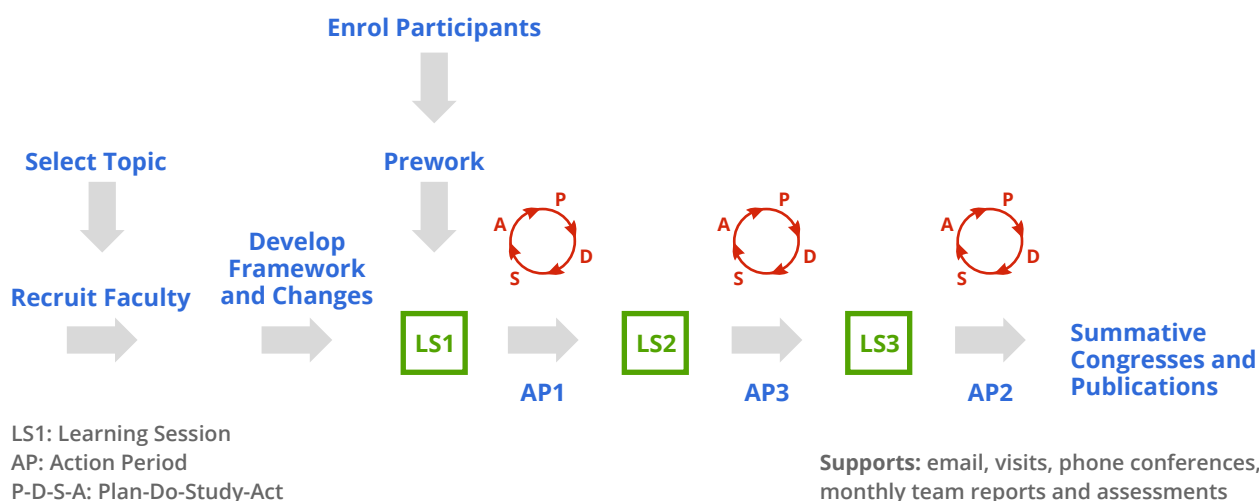 Enrol Participants
Select Topic
Prework
P
A
D
S
P
A
D
S
P
A
D
S
Develop
Framework
and Changes
Recruit Faculty
LS1
LS2
LS3
AP1
AP3
AP2
Summative
Congresses and
Publications
LS1: Learning Session
AP: Action Period
P-D-S-A: Plan-Do-Study-Act
Supports: email, visits, phone conferences,
monthly team reports and assessments